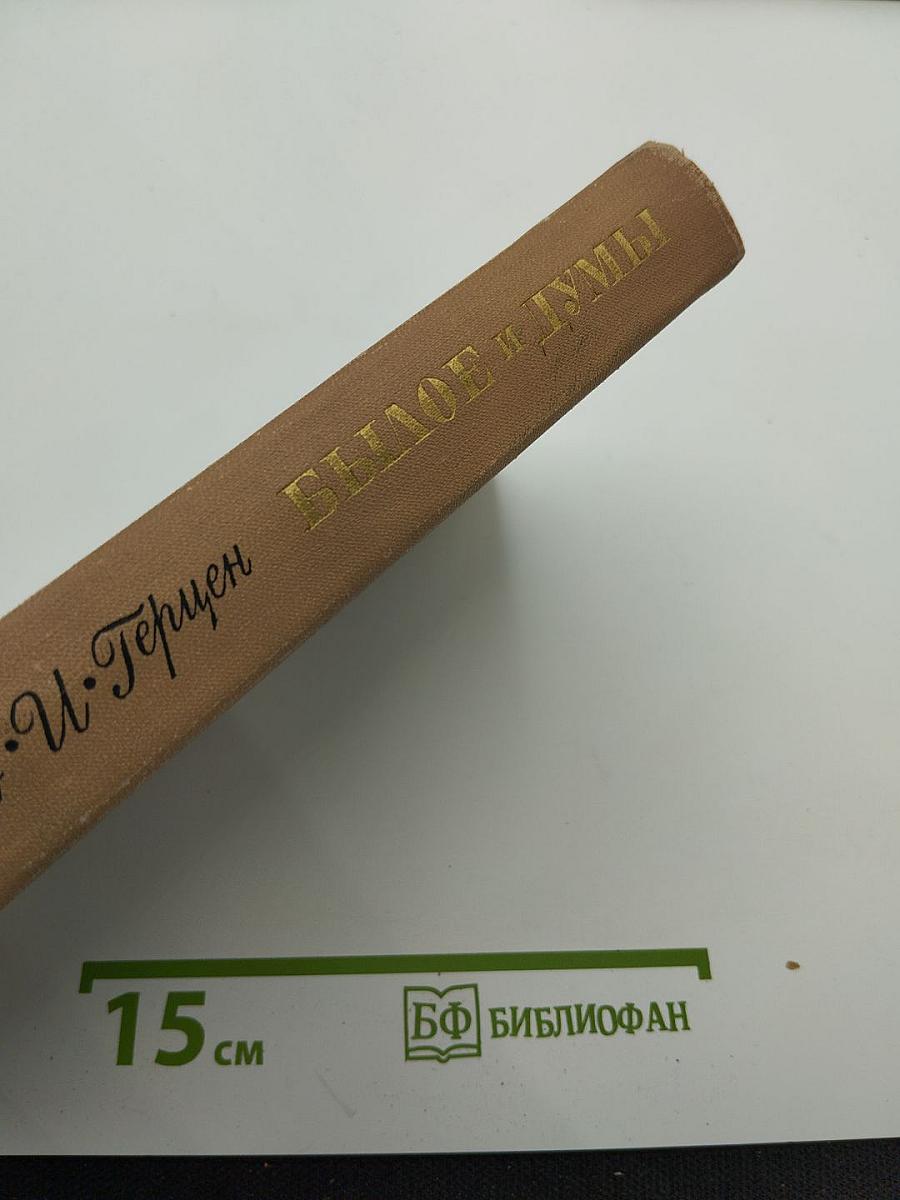 И. Герцен БЫЛОЕ и ДУМЫ
15 см
БФ БИБЛИОФАН